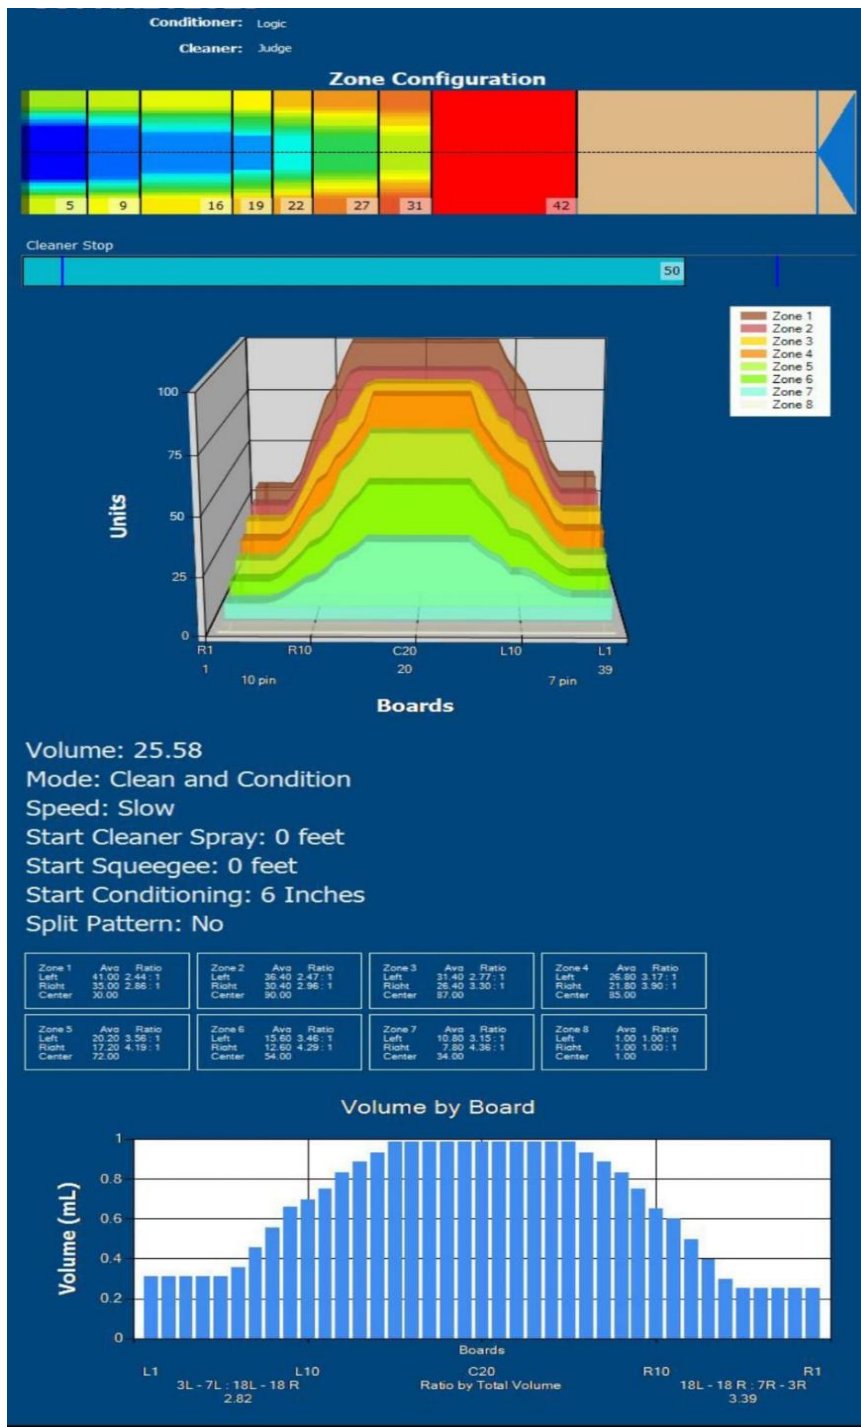 Conditioner: Logic
Cleaner: Judge
Zone Configuration
5 9 16 19 22 27 31 42
Cleaner Stop
50
Zone 1
Zone 2
Zone 3
Zone 4
Zone 5
Zone 6
Zone 7
Zone 8
100
75
50
25
0
Units
R1 R10 C20 L10 L1
1 20 39
10 pin 7 pin
Boards
Volume: 25.58
Mode: Clean and Condition
Speed: Slow
Start Cleaner Spray: 0 feet
Start Squeegee: 0 feet
Start Conditioning: 6 Inches
Split Pattern: No
Zone 1 Avg Ratio
Left 41.00 2.44 : 1
Right 35.00 2.86 : 1
Center
Zone 2 Avg Ratio
Left 36.40 2.47 : 1
Right 30.40 2.96 : 1
Center 90.00
Zone 3 Avg Ratio
Left 31.40 2.77 : 1
Right 26.40 3.30 : 1
Center 87.00
Zone 4 Avg Ratio
Left 26.80 3.17 : 1
Right 21.80 3.90 : 1
Center 85.00
Zone 5 Avg Ratio
Left 20.20 3.56 : 1
Right 17.20 4.19 : 1
Center 72.00
Zone 6 Avg Ratio
Left 15.60 3.46 : 1
Right 12.60 4.29 : 1
Center 54.00
Zone 7 Avg Ratio
Left 10.80 3.15 : 1
Right 7.80 4.36 : 1
Center 34.00
Zone 8 Avg Ratio
Left 1.00 1.00 : 1
Right 1.00 1.00 : 1
Center 1.00
Volume by Board
1
0.8
0.6
0.4
0.2
0
Volume (mL)
Boards
L1 L10 C20 R10 R1
3L - 7L : 18L - 18 R Ratio by Total Volume 18L - 18 R : 7R - 3R
2.82 3.39